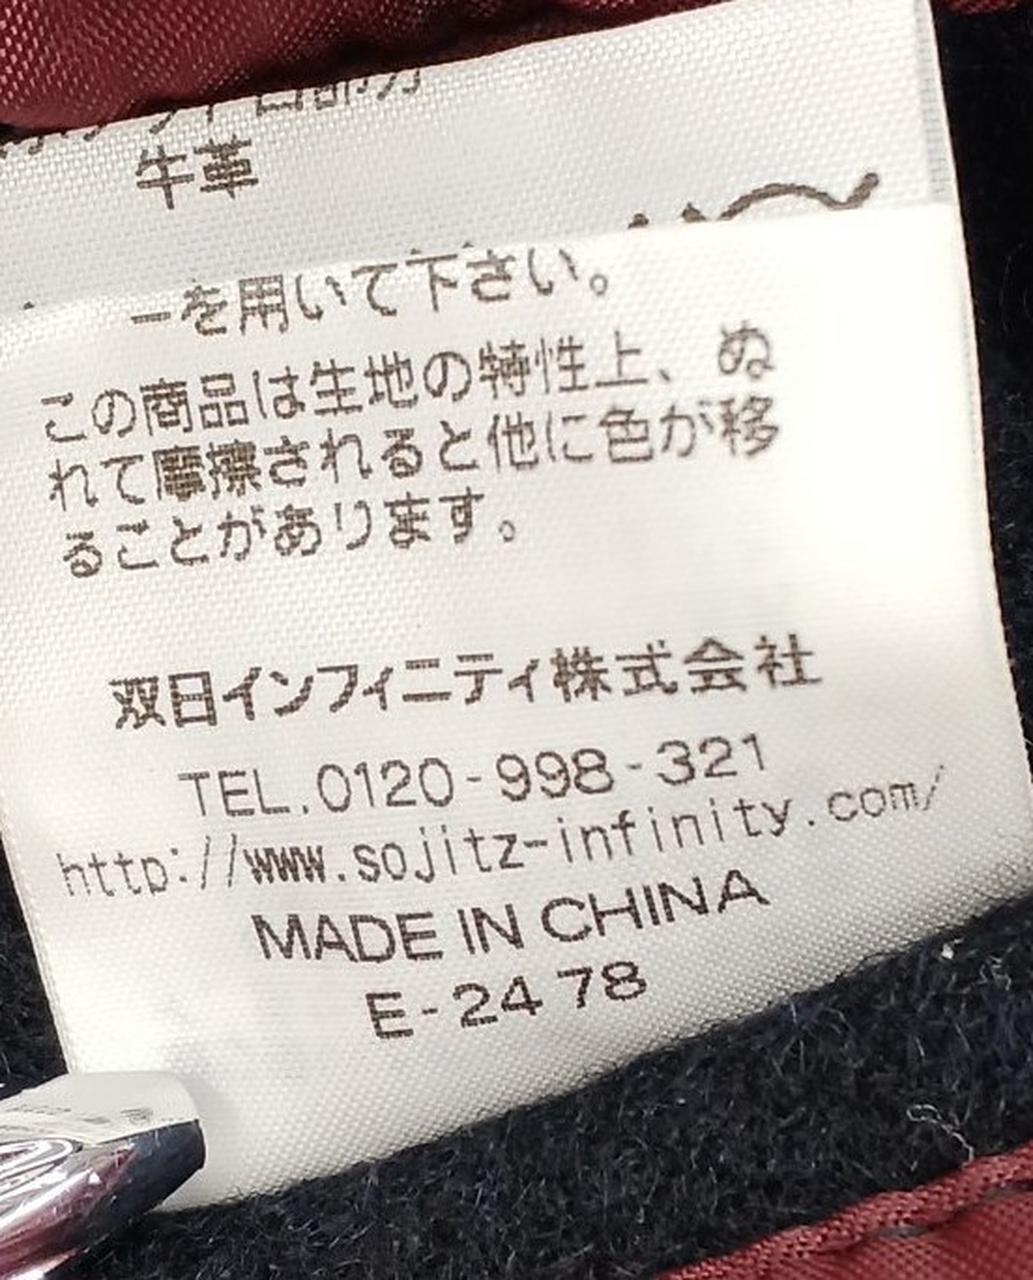 牛革
ーを用いて下さい。
この商品は生地の特性上、ぬ
れて摩擦されると他に色が移
ることがあります。
双日インフィニティ株式会社
TEL.0120-998-321
http://www.sojitz-infinity.com/
MADE IN CHINA
E-2478